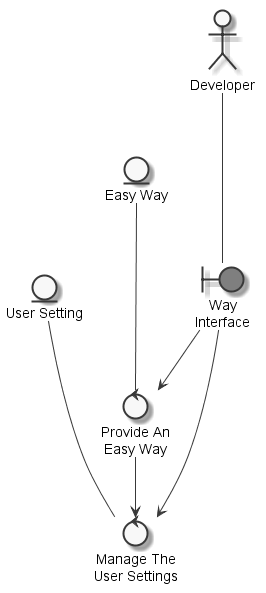 Developer
Easy Way
User Setting
Way
Interface
Provide An
Easy Way
Manage The
User Settings